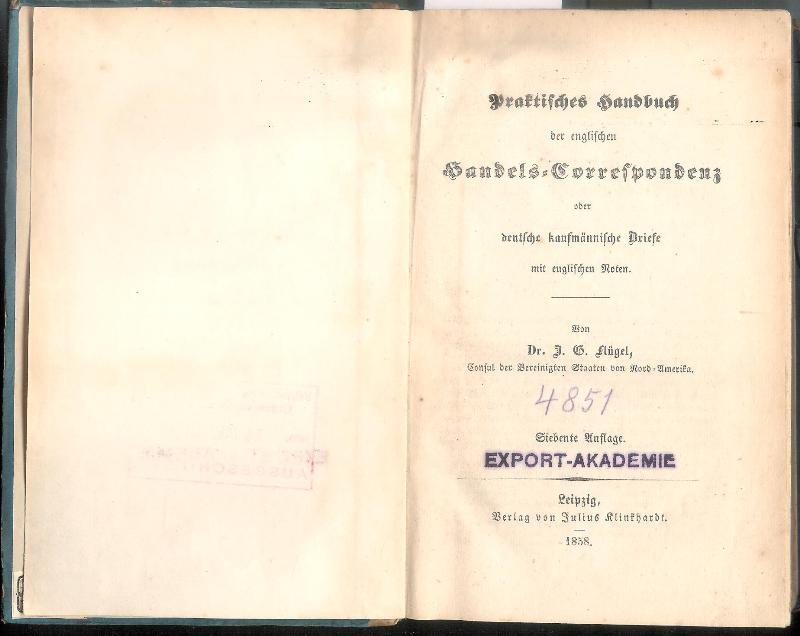 Praktisches Handbuch
der englischen
Handels-Correspondenz
oder
deutsche kaufmännische Briefe
mit englischen Noten.
Von
Dr. J. G. Flügel,
Consul der Vereinigten Staaten von Nord-Amerika.
4851
Siebente Auflage.
EXPORT-AKADEMIE
Leipzig,
Verlag von Julius Klinkhardt.
1858.